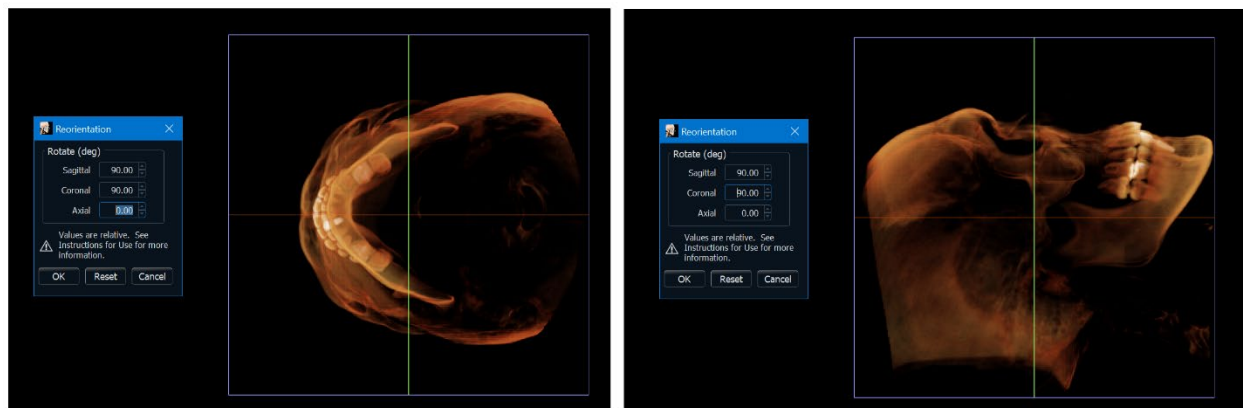 Reorientation
Rotate (deg)
Sagittal 90.00
Coronal 90.00
Axial 0.00
Values are relative. See
Instructions for Use for more
Information.
OK Reset Cancel
Reorientation
Rotate (deg)
Sagittal 90.00
Coronal 90.00
Axial 0.00
Values are relative. See
Instructions for Use for more
Information.
OK Reset Cancel